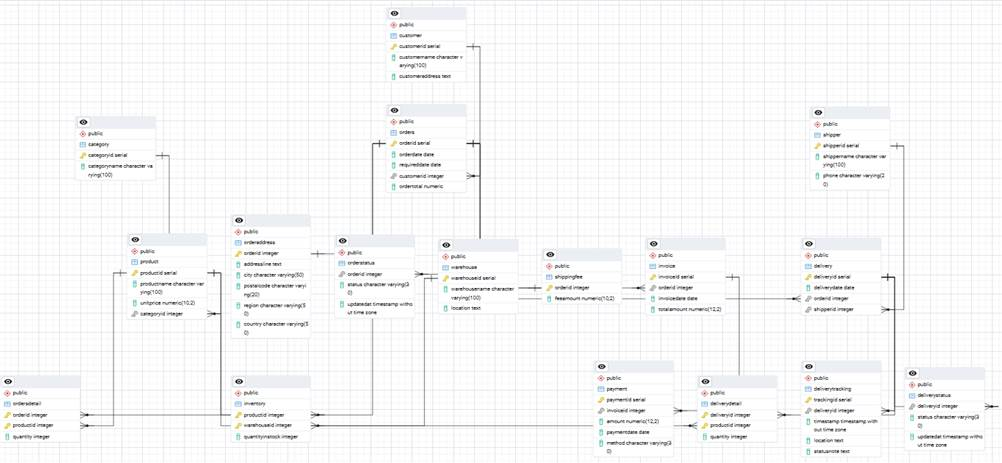 public
customer
customerid serial
customername character v
arying(100)
customeraddress text
public
orders
orderid serial
orderdate date
requireddate date
customerid integer
ordertotal numeric
public
category
categoryid serial
categoryname character va
rying(100)
public
shipper
shipperid serial
shippername character var
ying(100)
phone character varying(2
0)
public
product
productid serial
productname character var
ying(100)
unitprice numeric(10,2)
categoryid integer
public
orderaddress
orderid integer
addressline text
city character varying(50)
postalcode character varyi
ng(20)
region character varying(5
0)
country character varying(5
0)
public
orderstatus
orderid integer
status character varying(3
0)
updatedat timestamp witho
ut time zone
public
warehouse
warehouseid serial
warehousename character
varying(100)
location text
public
shippingfee
orderid integer
feeamount numeric(10,2)
public
invoice
invoiceid serial
orderid integer
invoicedate date
totalamount numeric(12,2)
public
delivery
deliveryid serial
deliverydate date
orderid integer
shipperid integer
public
ordersdetail
orderid integer
productid integer
quantity integer
public
inventory
productid integer
warehouseid integer
quantityinstock integer
public
payment
paymentid serial
invoiceid integer
amount numeric(12,2)
paymentdate date
method character varying(3
0)
public
deliverydetail
deliveryid integer
productid integer
quantity integer
public
deliverytracking
trackingid serial
deliveryid integer
timestamp timestamp with
out time zone
location text
statusnote text
public
deliverystatus
deliveryid integer
status character varying(3
0)
updatedat timestamp witho
ut time zone